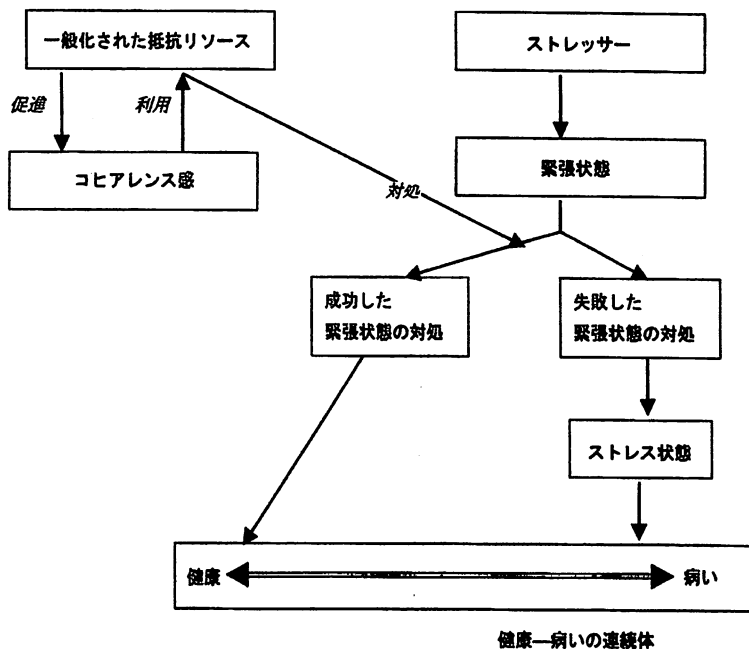 一般化された抵抗リソース
ストレッサー
促進
利用
コヒアレンス感
緊張状態
対処
成功した
緊張状態の対処
失敗した
緊張状態の対処
ストレス状態
健康
病い
健康―病いの連続体